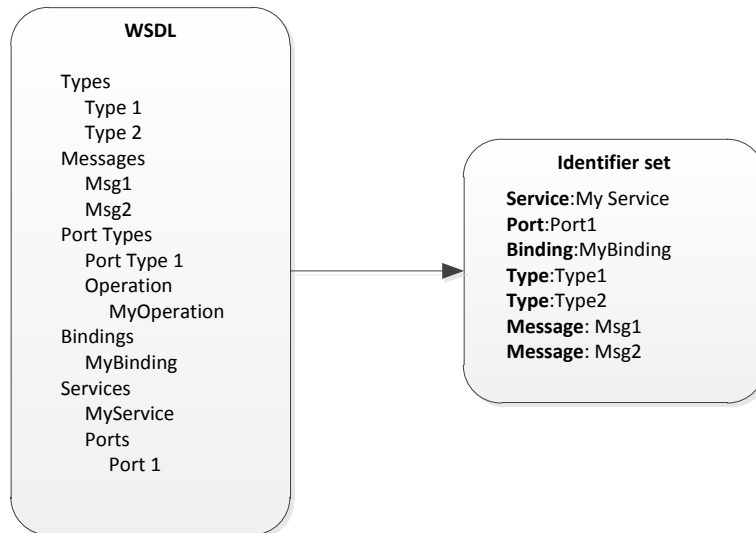 WSDL
Types
Type 1
Type 2
Messages
Msg1
Msg2
Port Types
Port Type 1
Operation
MyOperation
Bindings
MyBinding
Services
MyService
Ports
Port 1
Identifier set
Service:My Service
Port:Port1
Binding:MyBinding
Type:Type1
Type:Type2
Message: Msg1
Message: Msg2